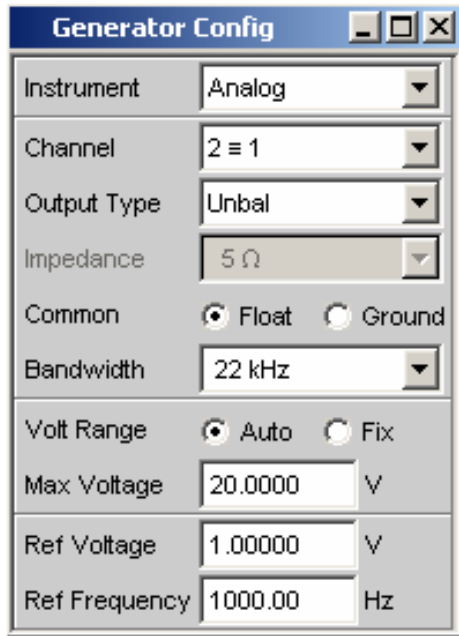 Generator Config
Instrument Analog
Channel 2 ≡ 1
Output Type Unbal
Impedance 5 Ω
Common Float Ground
Bandwidth 22 kHz
Volt Range Auto Fix
Max Voltage 20.0000 V
Ref Voltage 1.00000 V
Ref Frequency 1000.00 Hz